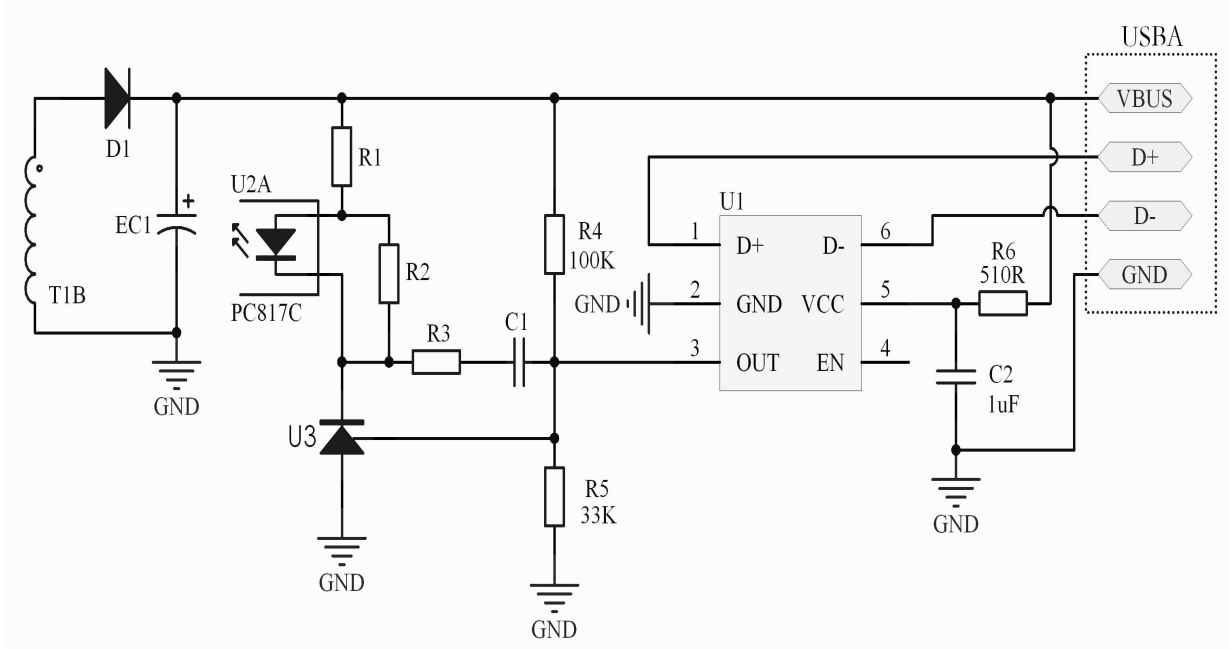 USBA
VBUS
D1
D+
R1
U2A
U1
EC1
+
D-
R4
100K
1
D+
D-
6
R6
510R
R2
GND
T1B
PC817C
GND
2
GND
VCC
5
R3
C1
3
OUT
EN
4
C2
1uF
GND
U3
R5
33K
GND
GND
GND